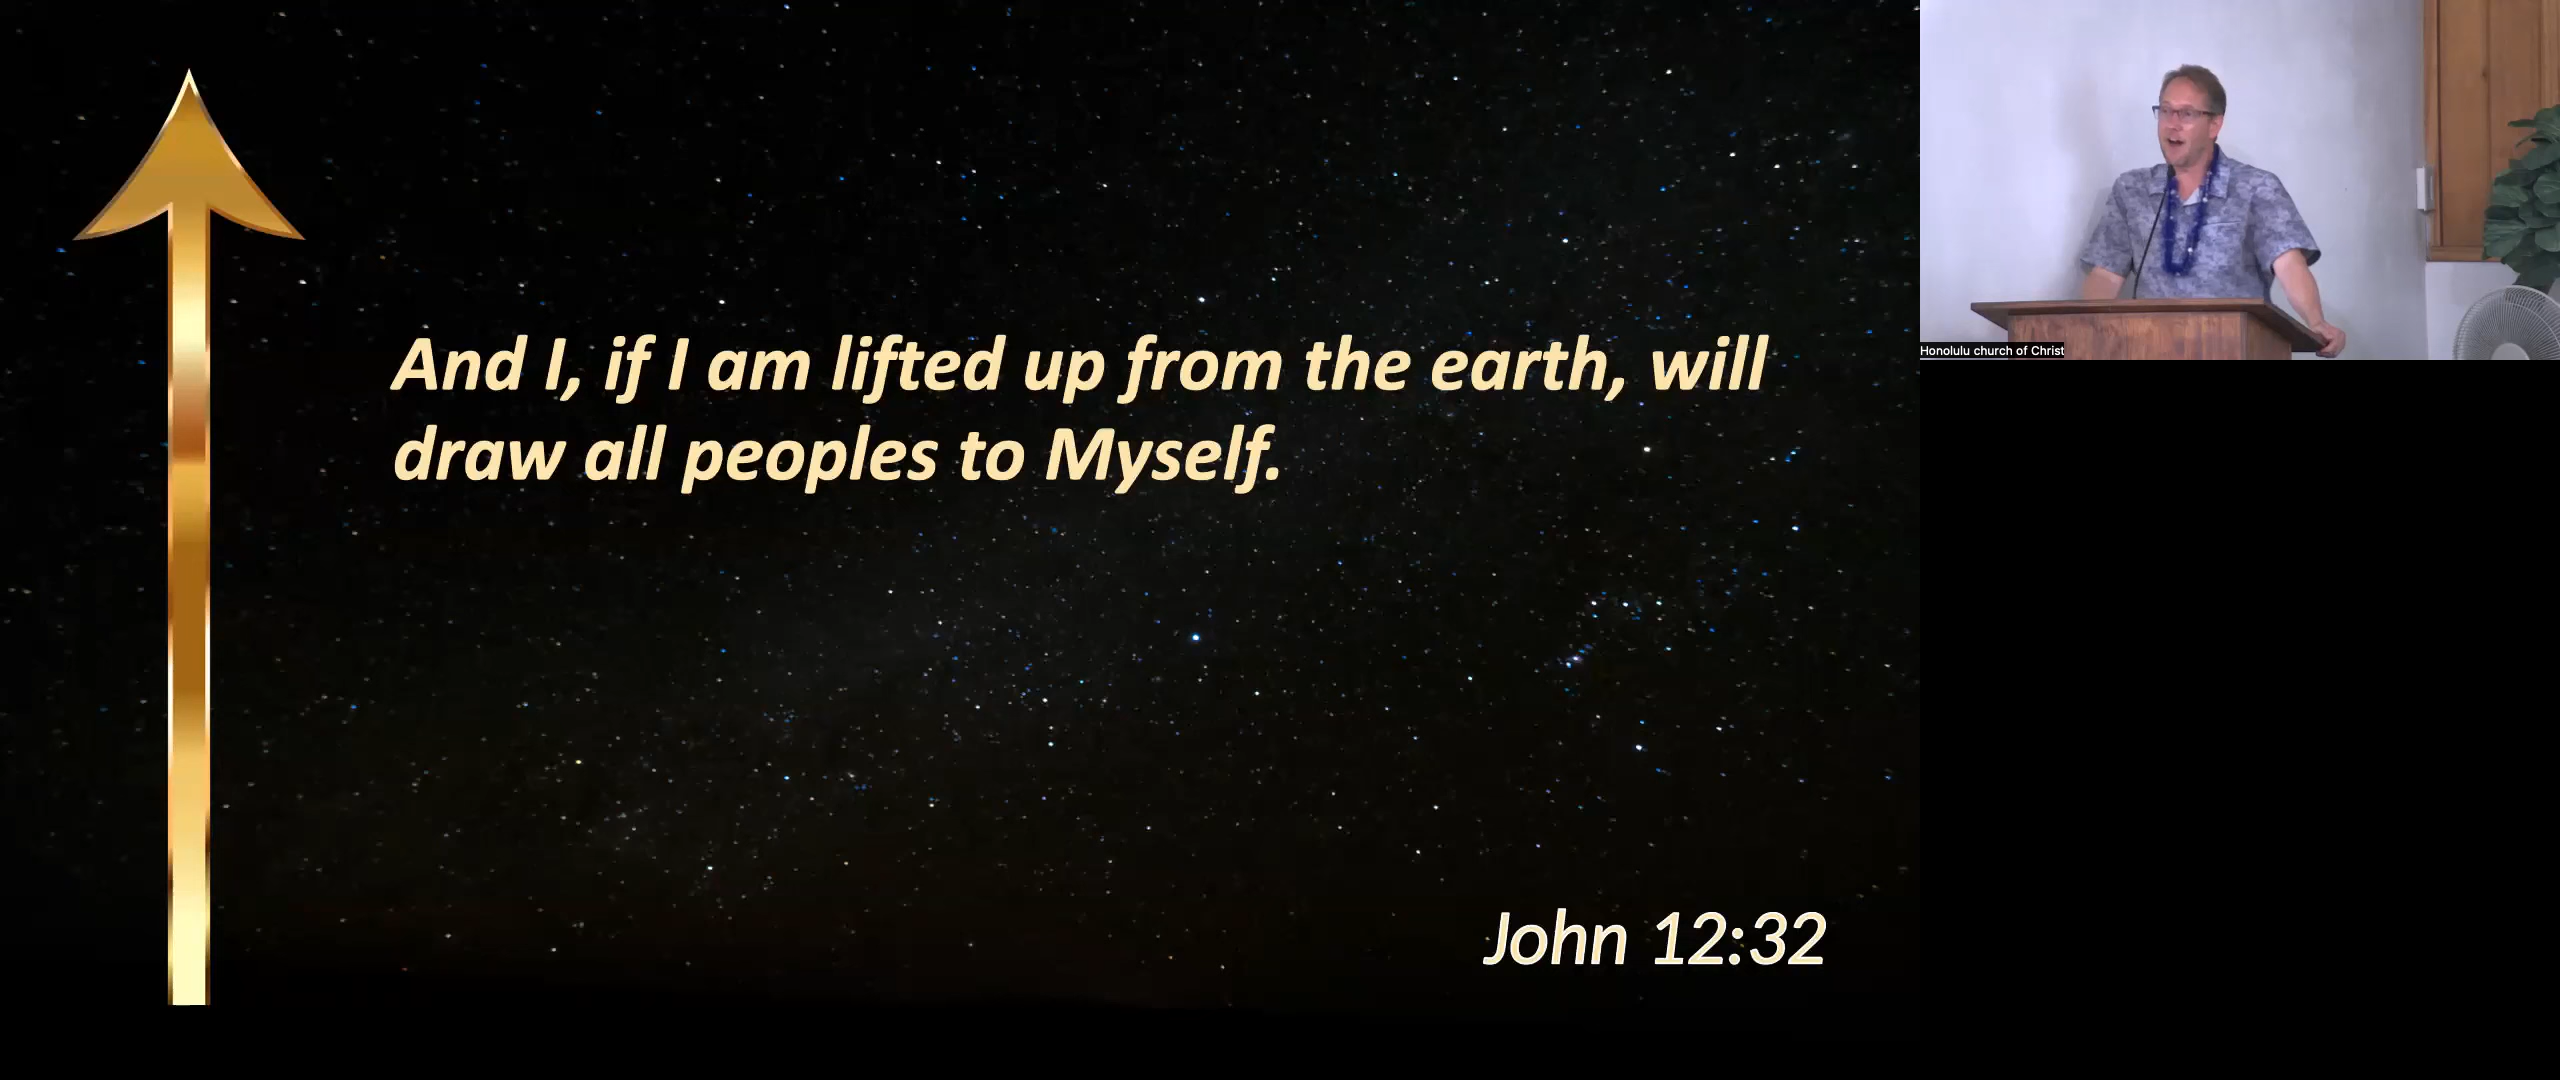 And I, if I am lifted up from the earth, will
draw all peoples to Myself.
John 12:32
Honolulu church of Christ